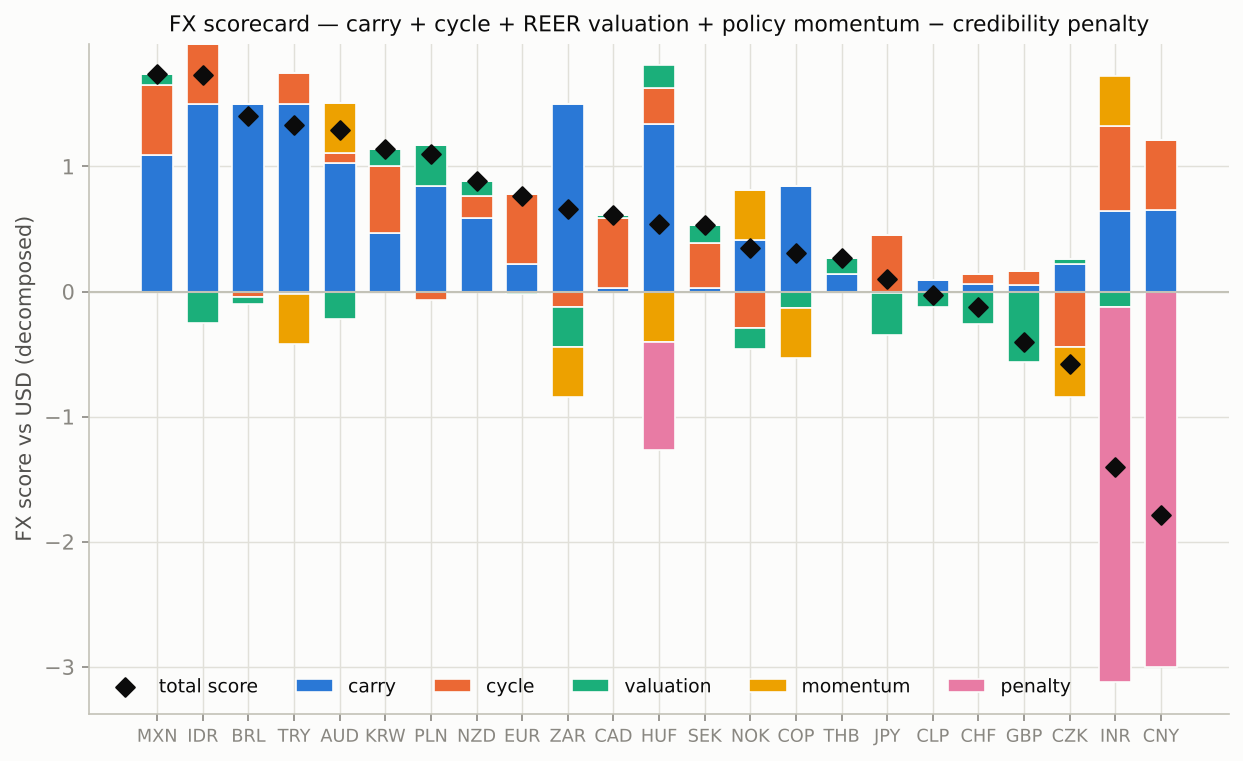 FX scorecard — carry + cycle + REER valuation + policy momentum − credibility penalty
FX score vs USD (decomposed)
1
0
−1
−2
−3
total score carry cycle valuation momentum penalty
MXN IDR BRL TRY AUD KRW PLN NZD EUR ZAR CAD HUF SEK NOK COP THB JPY CLP CHF GBP CZK INR CNY